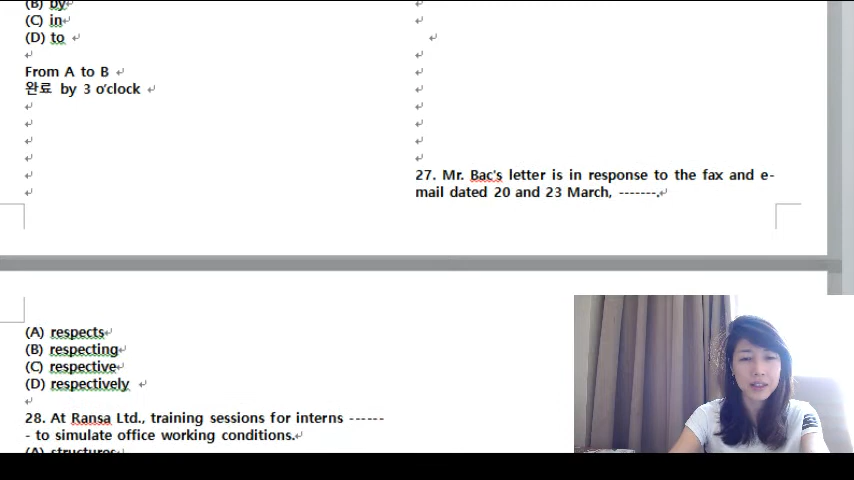 (B) by
(C) in
(D) to
From A to B
완료 by 3 o'clock
27. Mr. Bac's letter is in response to the fax and e-
mail dated 20 and 23 March, -------.
(A) respects
(B) respecting
(C) respective
(D) respectively
28. At Ransa Ltd., training sessions for interns ------
- to simulate office working conditions.
(A) structures